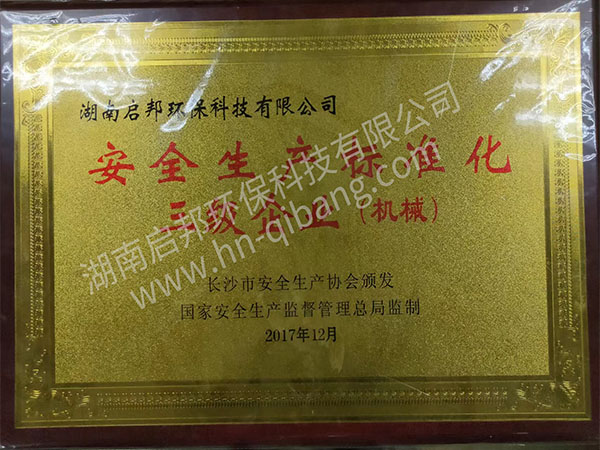 湖南启邦环保科技有限公司
安全生产标准化
三级企业（机械）
长沙市安全生产协会颁发
国家安全生产监督管理总局监制
2017年12月
湖南启邦环保科技有限公司
www.hn-qibang.com